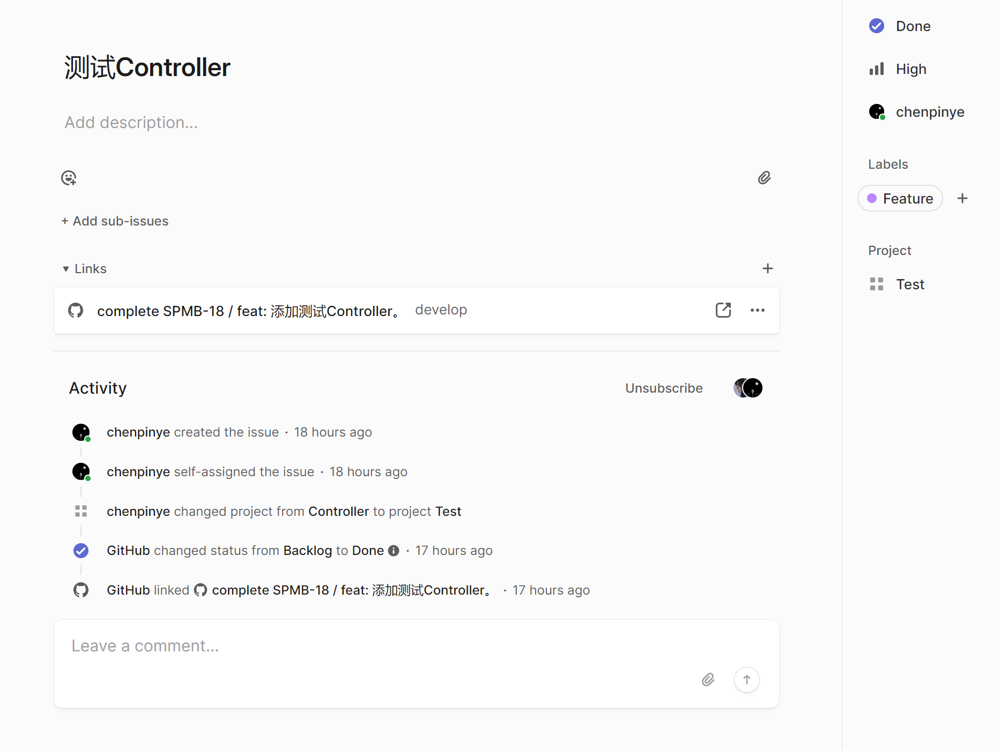 测试Controller
Add description...
+ Add sub-issues
Links
complete SPMB-18 / feat: 添加测试Controller。 develop
Activity
Unsubscribe
chenpinye created the issue · 18 hours ago
chenpinye self-assigned the issue · 18 hours ago
chenpinye changed project from Controller to project Test
GitHub changed status from Backlog to Done · 17 hours ago
GitHub linked complete SPMB-18 / feat: 添加测试Controller。 · 17 hours ago
Leave a comment...
Done
High
chenpinye
Labels
Feature
Project
Test